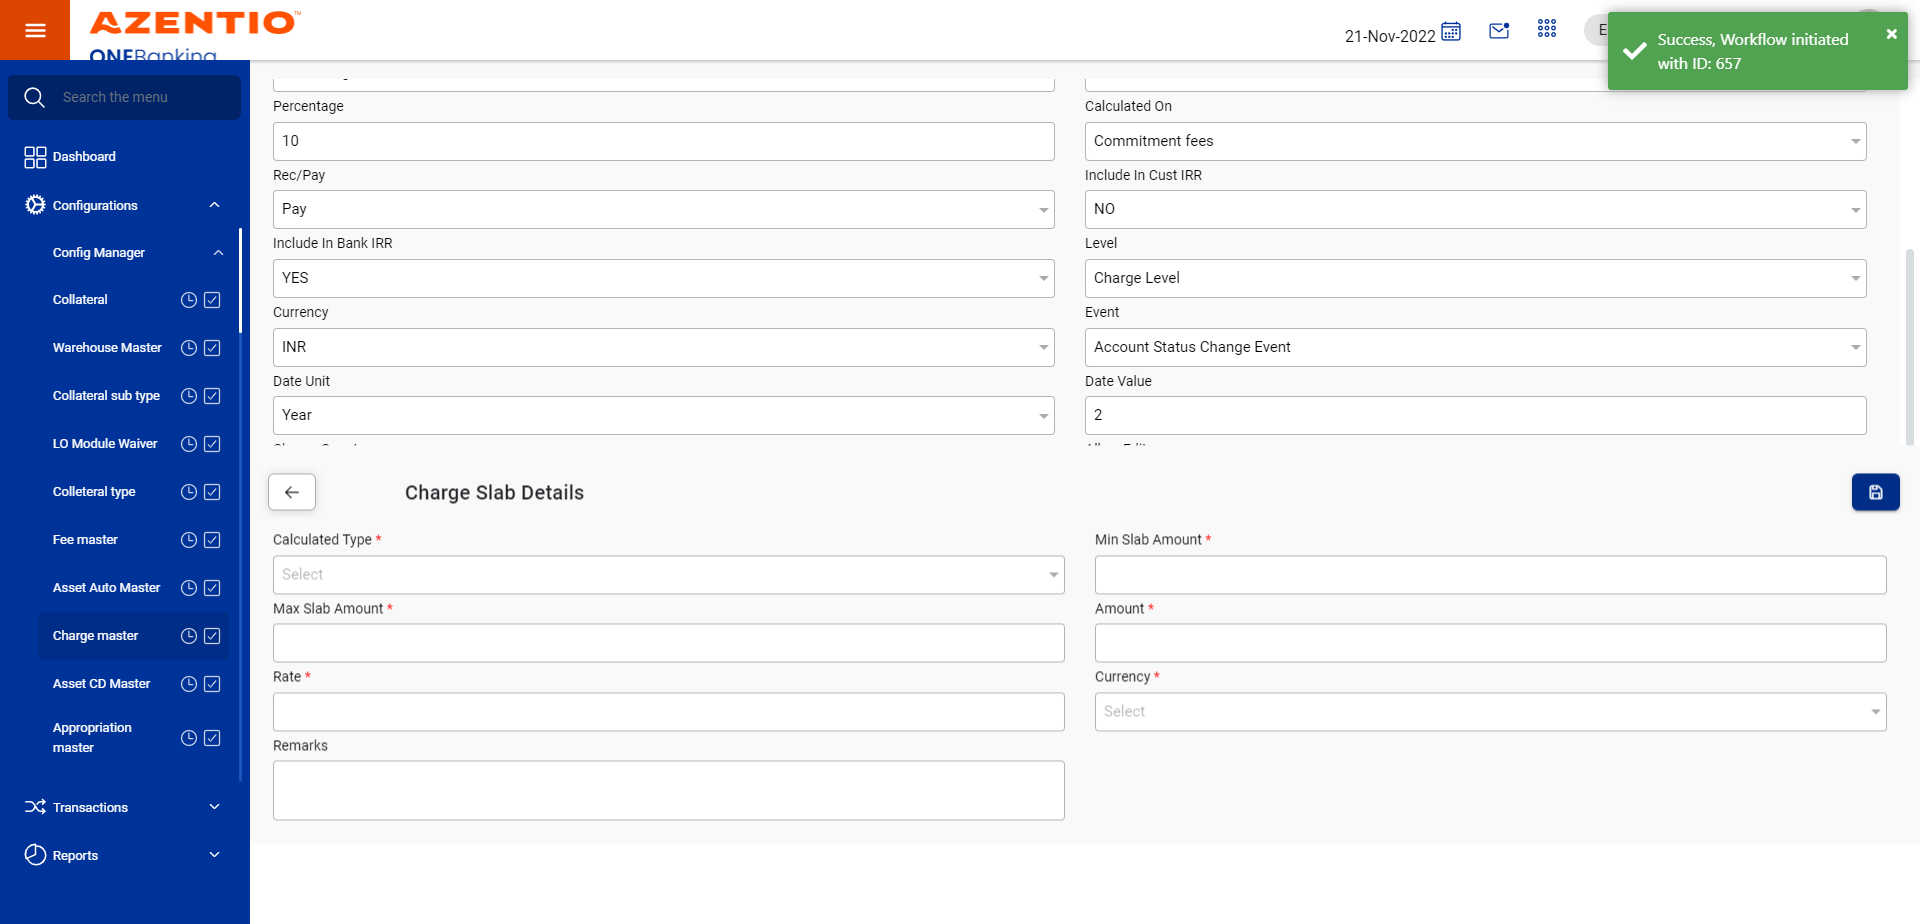 AZENTIO™
ONEBanking
21-Nov-2022
E
Success, Workflow initiated
with ID: 657
Search the menu
Dashboard
Configurations
Config Manager
Collateral
Warehouse Master
Collateral sub type
LO Module Waiver
Colleteral type
Fee master
Asset Auto Master
Charge master
Asset CD Master
Appropriation
master
Transactions
Reports
Percentage
10
Calculated On
Commitment fees
Rec/Pay
Pay
Include In Cust IRR
NO
Include In Bank IRR
YES
Level
Charge Level
Currency
INR
Event
Account Status Change Event
Date Unit
Year
Date Value
2
Charge Slab Details
Calculated Type *
Select
Min Slab Amount *
Max Slab Amount *
Amount *
Rate *
Currency *
Select
Remarks